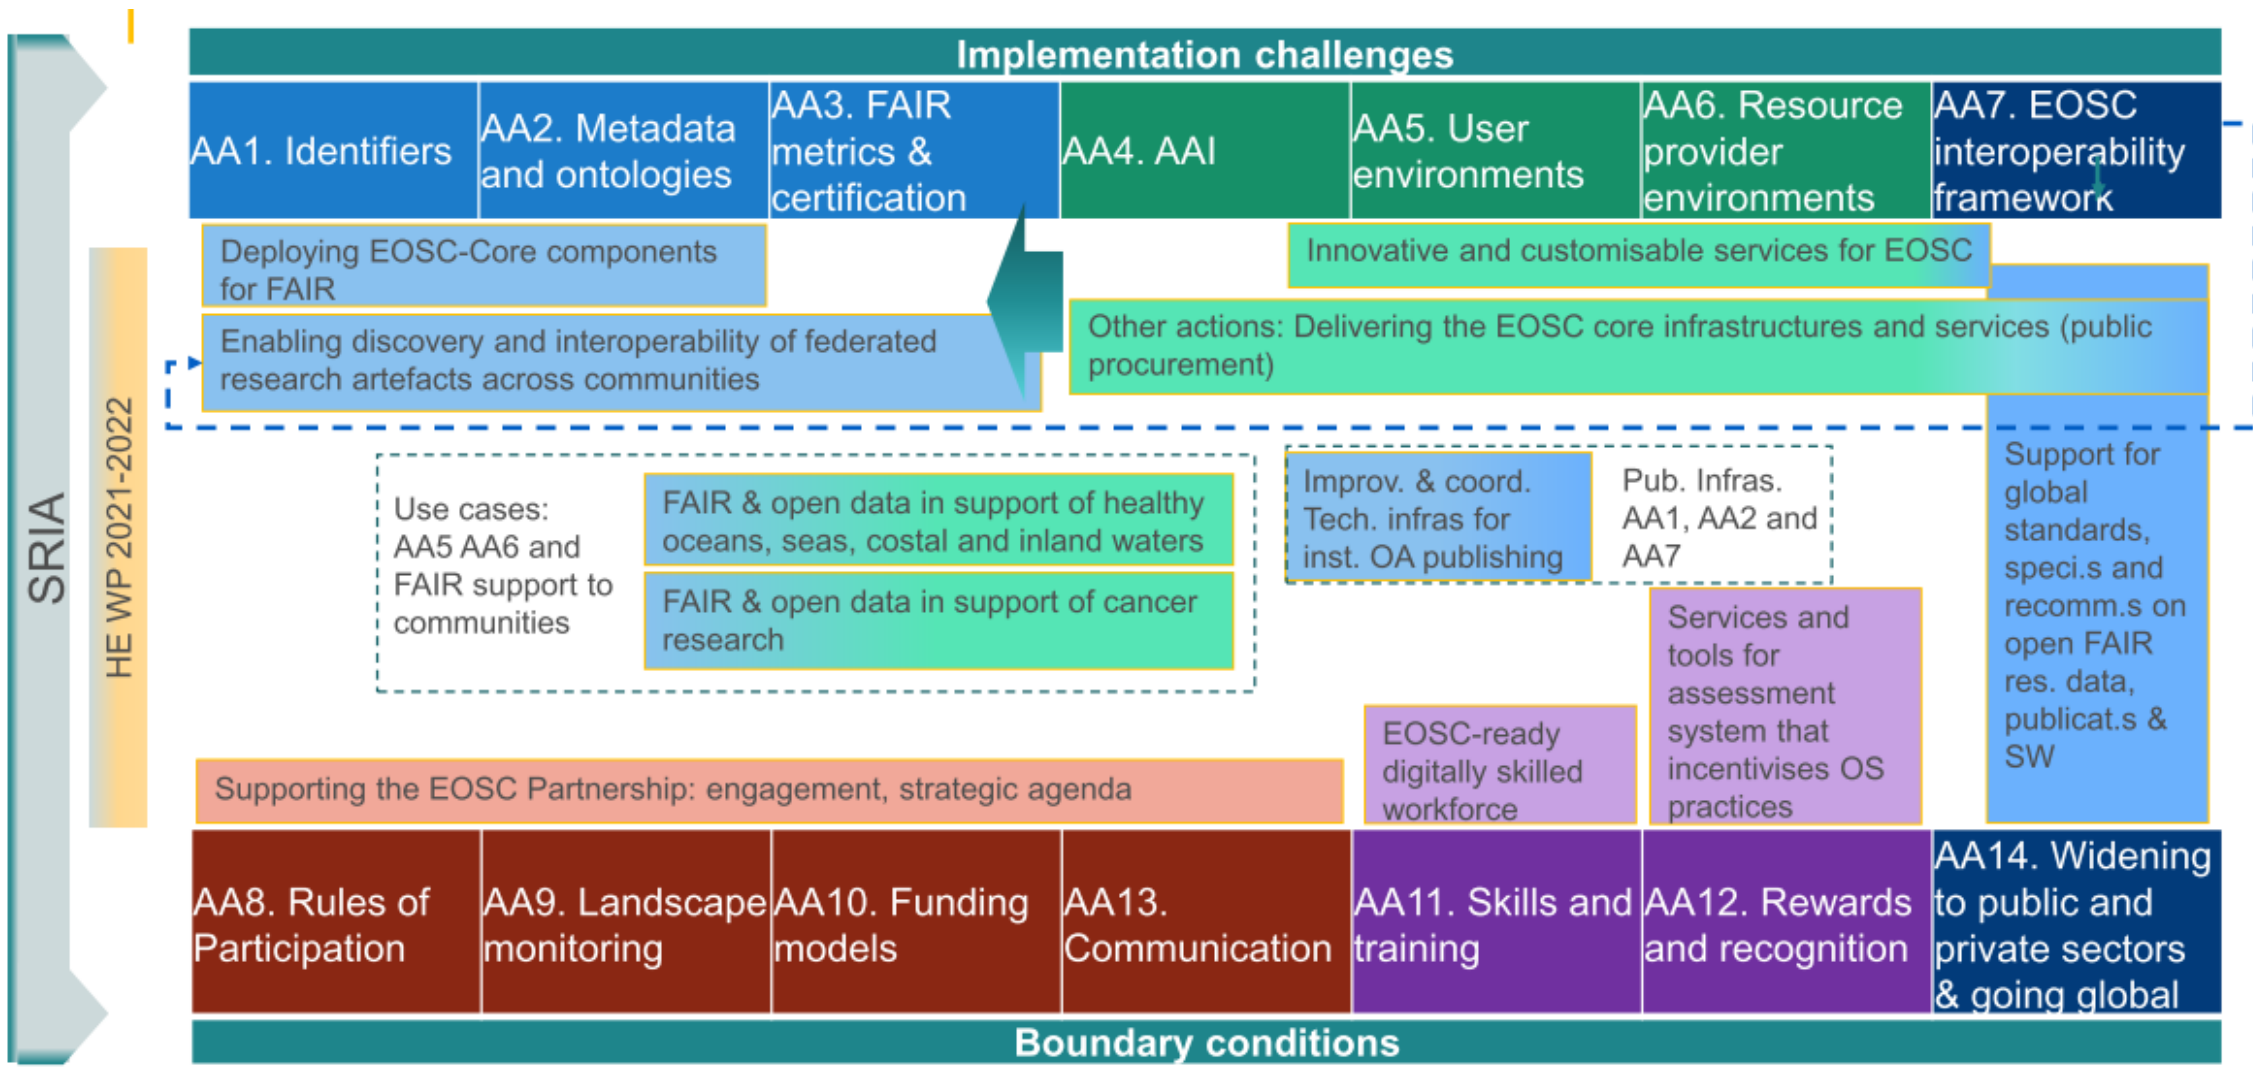 Implementation challenges
AA1. Identifiers
AA2. Metadata
and ontologies
AA3. FAIR
metrics &
certification
AA4. AAI
AA5. User
environments
AA6. Resource
provider
environments
AA7. EOSC
interoperability
framework
Deploying EOSC-Core components
for FAIR
Innovative and customisable services for EOSC
Enabling discovery and interoperability of federated
research artefacts across communities
Other actions: Delivering the EOSC core infrastructures and services (public
procurement)
SRIA
HE WP 2021-2022
Use cases:
AA5 AA6 and
FAIR support to
communities
FAIR & open data in support of healthy
oceans, seas, costal and inland waters
FAIR & open data in support of cancer
research
Improv. & coord.
Tech. infras for
inst. OA publishing
Pub. Infras.
AA1, AA2 and
AA7
Support for
global
standards,
speci.s and
recomm.s on
open FAIR
res. data,
publicat.s &
SW
Services and
tools for
assessment
system that
incentivises OS
practices
EOSC-ready
digitally skilled
workforce
Supporting the EOSC Partnership: engagement, strategic agenda
AA8. Rules of
Participation
AA9. Landscape
monitoring
AA10. Funding
models
AA13.
Communication
AA11. Skills and
training
AA12. Rewards
and recognition
AA14. Widening
to public and
private sectors
& going global
Boundary conditions